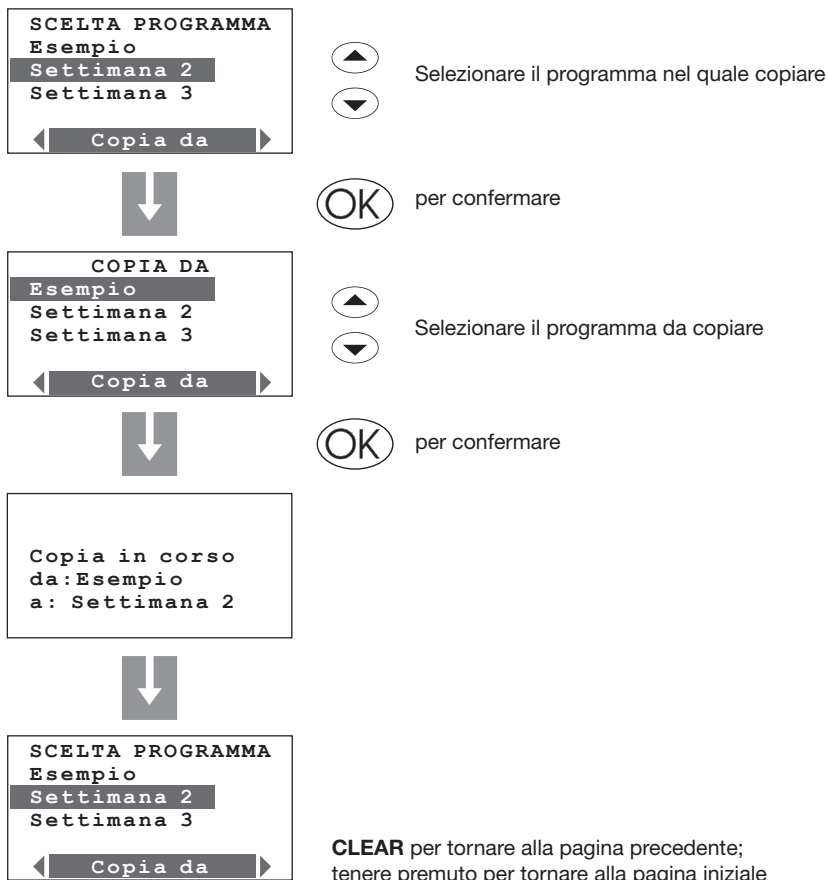 SCELTA PROGRAMMA
Esempio
Settimana 2
Settimana 3
Copia da
Selezionare il programma nel quale copiare
OK per confermare
COPIA DA
Esempio
Settimana 2
Settimana 3
Copia da
Selezionare il programma da copiare
OK per confermare
Copia in corso
da:Esempio
a: Settimana 2
SCELTA PROGRAMMA
Esempio
Settimana 2
Settimana 3
Copia da
CLEAR per tornare alla pagina precedente;
tenere premuto per tornare alla pagina iniziale